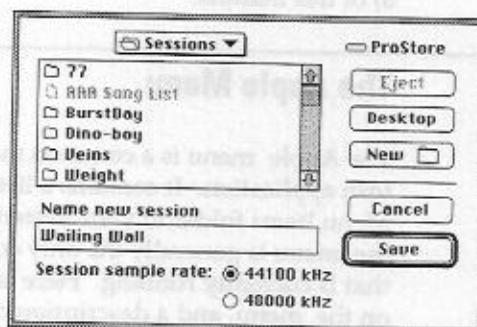 Sessions
ProStore
77
AAA Song List
BurstDay
Dino-boy
Veins
Weight
Eject
Desktop
New
Name new session
Wailing Wall
Cancel
Save
Session sample rate:
44100 kHz
48000 kHz